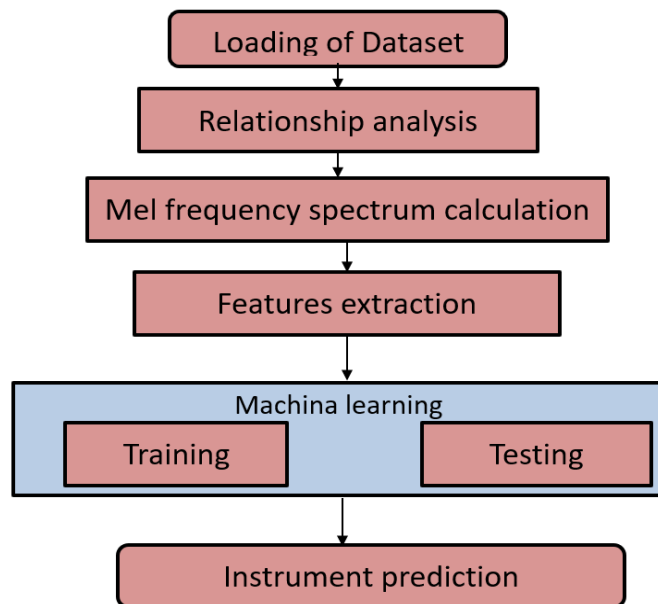 Loading of Dataset
Relationship analysis
Mel frequency spectrum calculation
Features extraction
Machina learning
Training
Testing
Instrument prediction